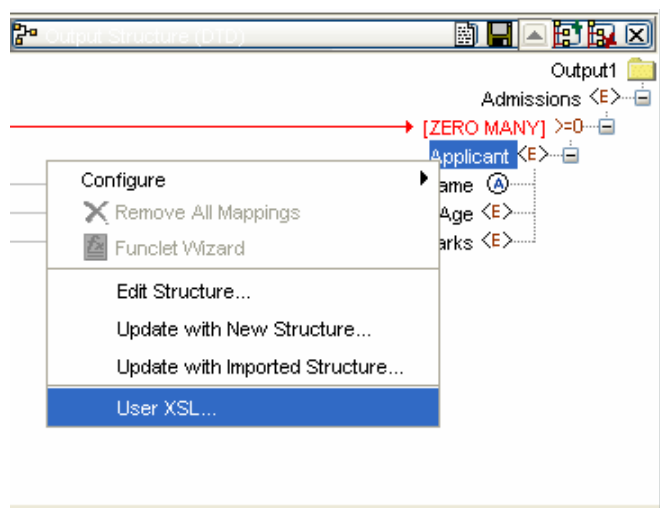 Output Structure (DTD)
Output1
Admissions <E>
[ZERO MANY] >=0
Applicant <E>
Configure
ame A
Remove All Mappings
Age <E>
Funclet Wizard
arks <E>
Edit Structure...
Update with New Structure...
Update with Imported Structure...
User XSL...